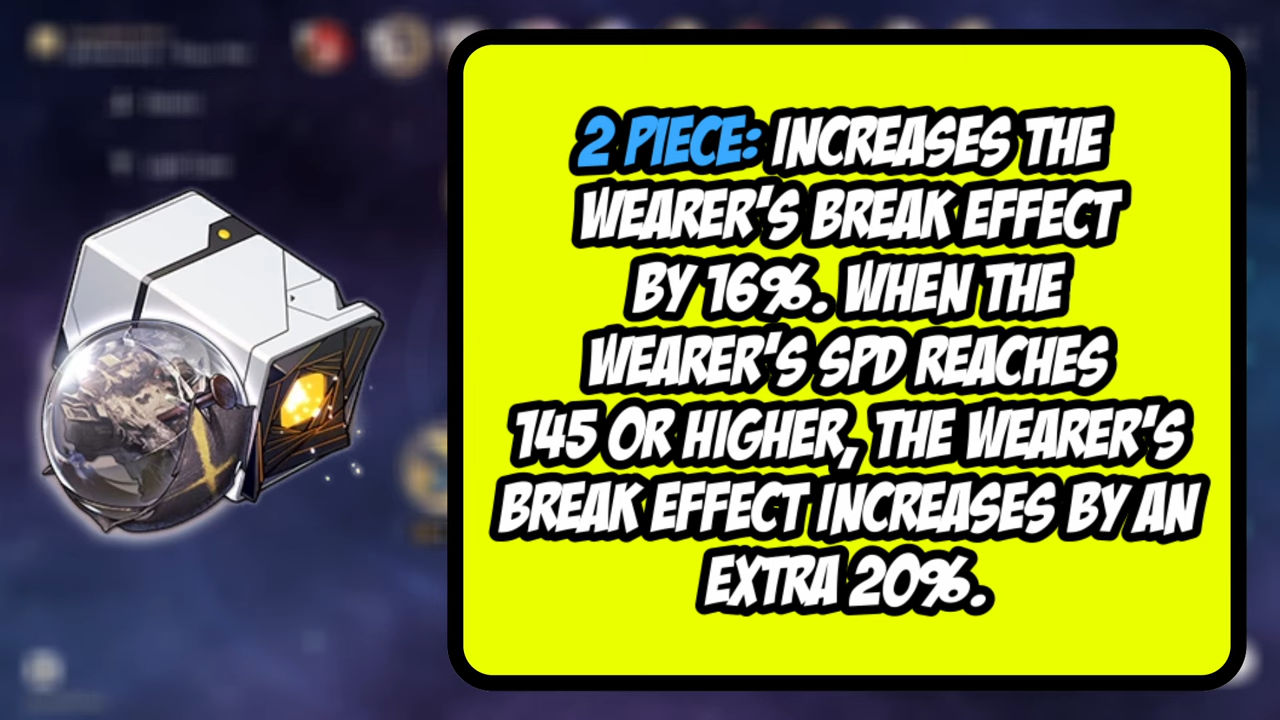 2 PIECE: INCREASES THE
WEARER'S BREAK EFFECT
BY 16%. WHEN THE
WEARER'S SPD REACHES
145 OR HIGHER, THE WEARER'S
BREAK EFFECT INCREASES BY AN
EXTRA 20%.